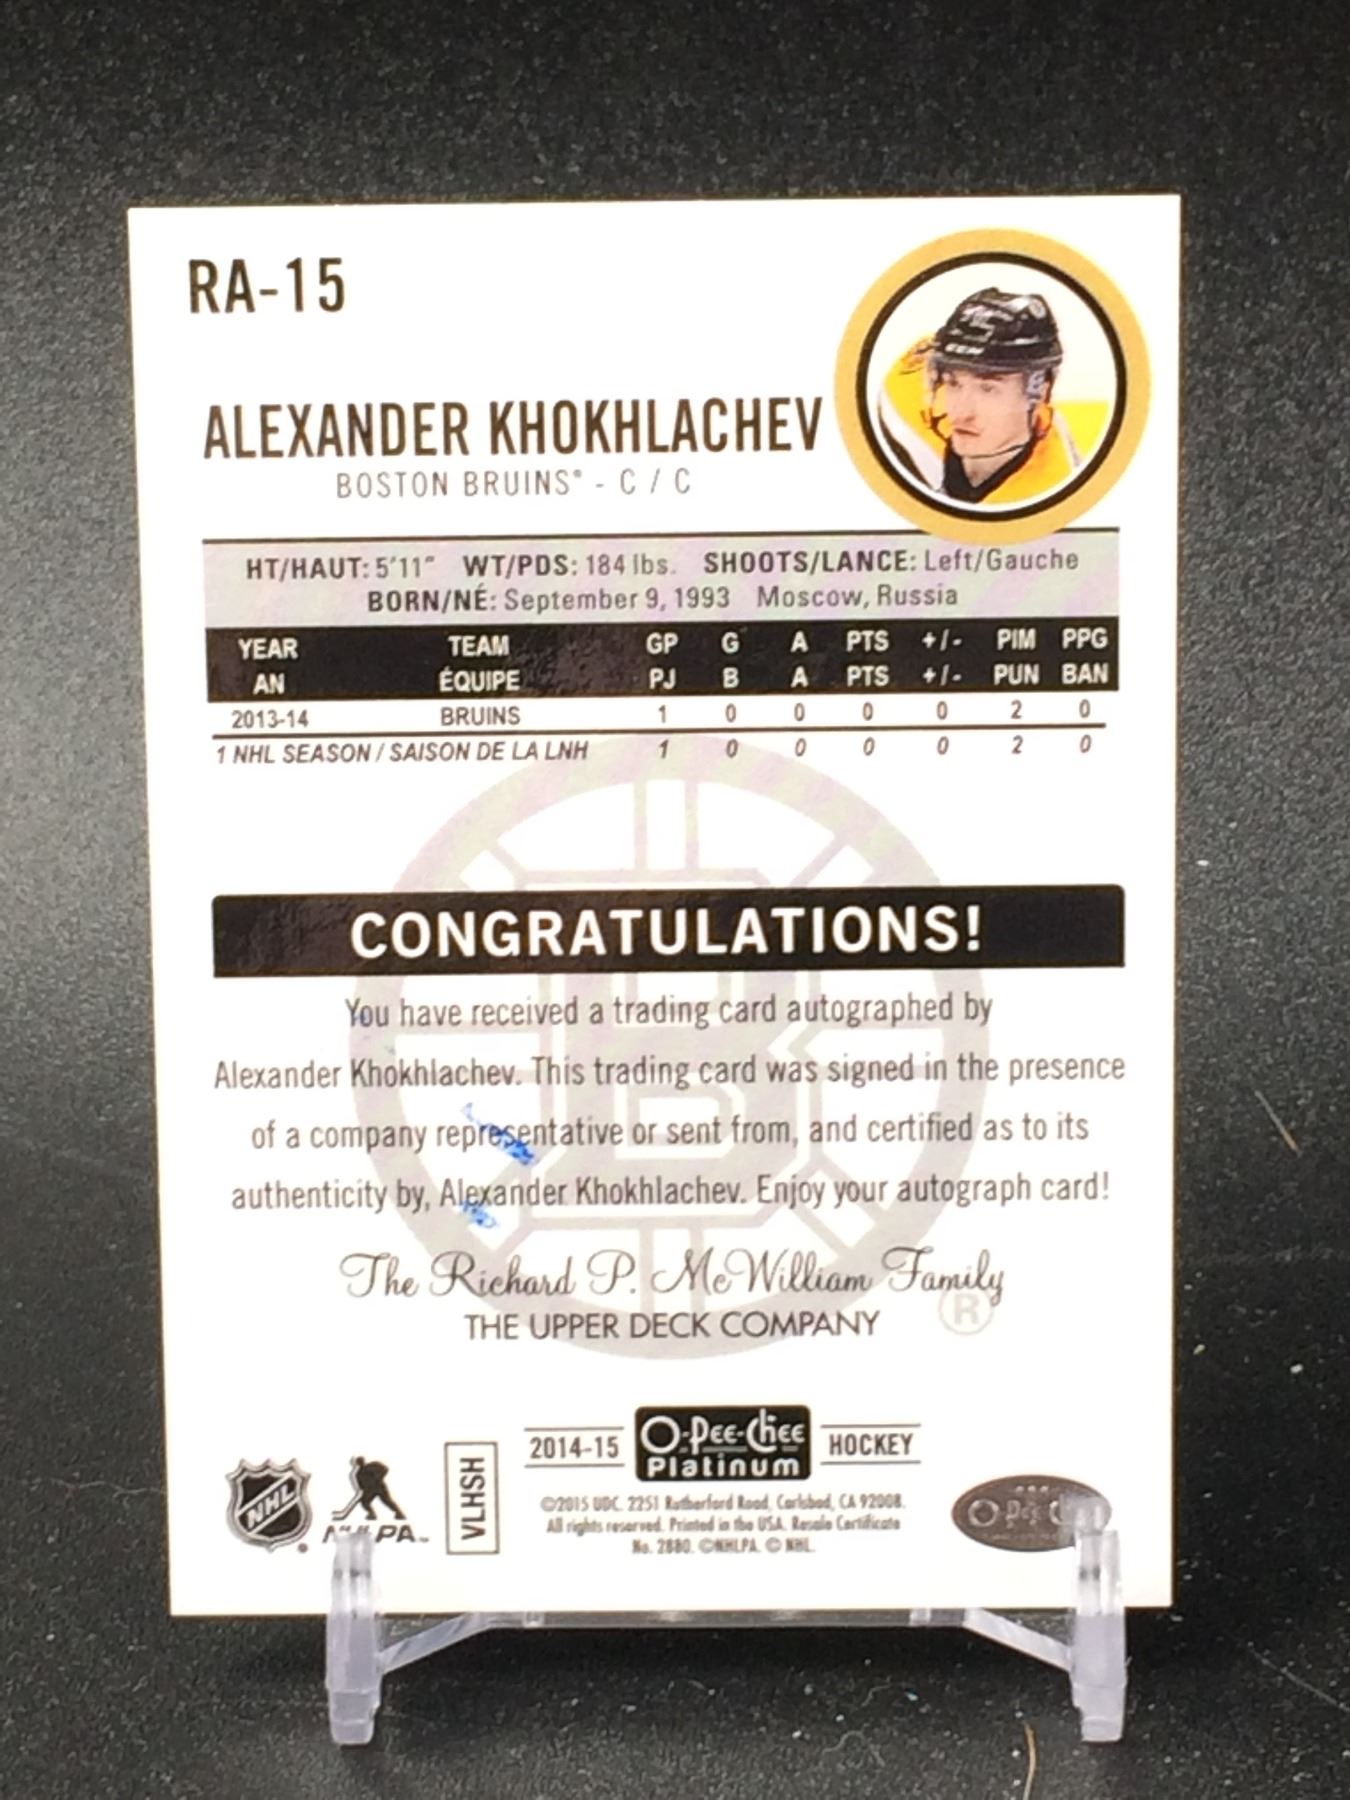 RA-15
ALEXANDER KHOKHLACHEV
BOSTON BRUINS® - C / C
HT/HAUT: 5'11" WT/PDS: 184 lbs. SHOOTS/LANCE: Left/Gauche
BORN/NÉ: September 9, 1993 Moscow, Russia
YEAR TEAM GP G A PTS +/- PIM PPG
AN ÉQUIPE PJ B A PTS +/- PUN BAN
2013-14 BRUINS 1 0 0 0 0 2 0
1 NHL SEASON / SAISON DE LA LNH 1 0 0 0 0 2 0
CONGRATULATIONS!
You have received a trading card autographed by
Alexander Khokhlachev. This trading card was signed in the presence
of a company representative or sent from, and certified as to its
authenticity by, Alexander Khokhlachev. Enjoy your autograph card!
The Richard P. McWilliam Family
THE UPPER DECK COMPANY
®
2014-15 O-Pee-Chee Platinum HOCKEY
NHL ®
NHLPA™
VLHSH
©2015 UDC. 2251 Rutherford Road, Carlsbad, CA 92008.
All rights reserved. Printed in the USA. Resale Certificate
No. 2880. ©NHLPA. © NHL.